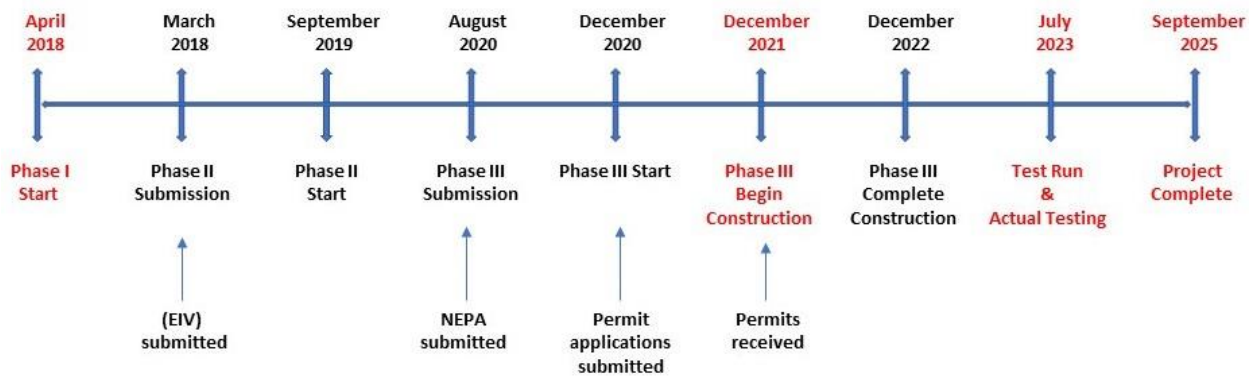 April
2018
March
2018
September
2019
August
2020
December
2020
December
2021
December
2022
July
2023
September
2025
Phase I
Start
Phase II
Submission
Phase II
Start
Phase III
Submission
Phase III Start
Phase III
Begin
Construction
Phase III
Complete
Construction
Test Run
&
Actual Testing
Project
Complete
(EIV)
submitted
NEPA
submitted
Permit
applications
submitted
Permits
received